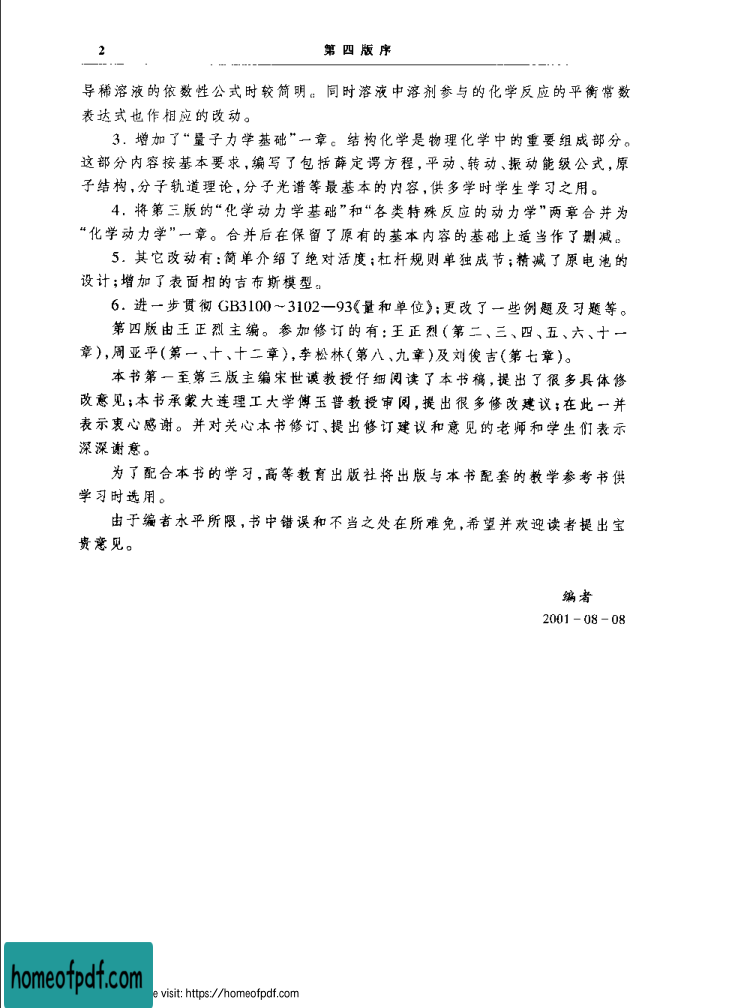 2
第四版序
导稀溶液的依数性公式时较简明。同时溶液中溶剂参与的化学反应的平衡常数
表达式也作相应的改动。
3. 增加了“量子力学基础”一章。结构化学是物理化学中的重要组成部分。
这部分内容按基本要求,编写了包括薛定谔方程,平动、转动、振动能级公式,原
子结构,分子轨道理论,分子光谱等最基本的内容,供多学时学生学习之用。
4. 将第三版的“化学动力学基础”和“各类特殊反应的动力学”两章合并为
“化学动力学”一章。合并后在保留了原有的基本内容的基础上适当作了删减。
5. 其它改动有:简单介绍了绝对活度;杠杆规则单独成节;精减了原电池的
设计;增加了表面相的吉布斯模型。
6. 进一步贯彻 GB3100~3102—93《量和单位》;更改了一些例题及习题等。
第四版由王正烈主编。参加修订的有:王正烈(第二、三、四、五、六、十一
章),周亚平(第一、十、十二章),李松林(第八、九章)及刘俊吉(第七章)。
本书第一至第三版主编宋世谟教授仔细阅读了本书稿,提出了很多具体修
改意见;本书承蒙大连理工大学傅玉普教授审阅,提出很多修改建议;在此一并
表示衷心感谢。并对关心本书修订、提出修订建议和意见的老师和学生们表示
深深谢意。
为了配合本书的学习,高等教育出版社将出版与本书配套的教学参考书供
学习时选用。
由于编者水平所限,书中错误和不当之处在所难免,希望并欢迎读者提出宝
贵意见。
编者
2001-08-08
homeofpdf.com
e visit: https://homeofpdf.com